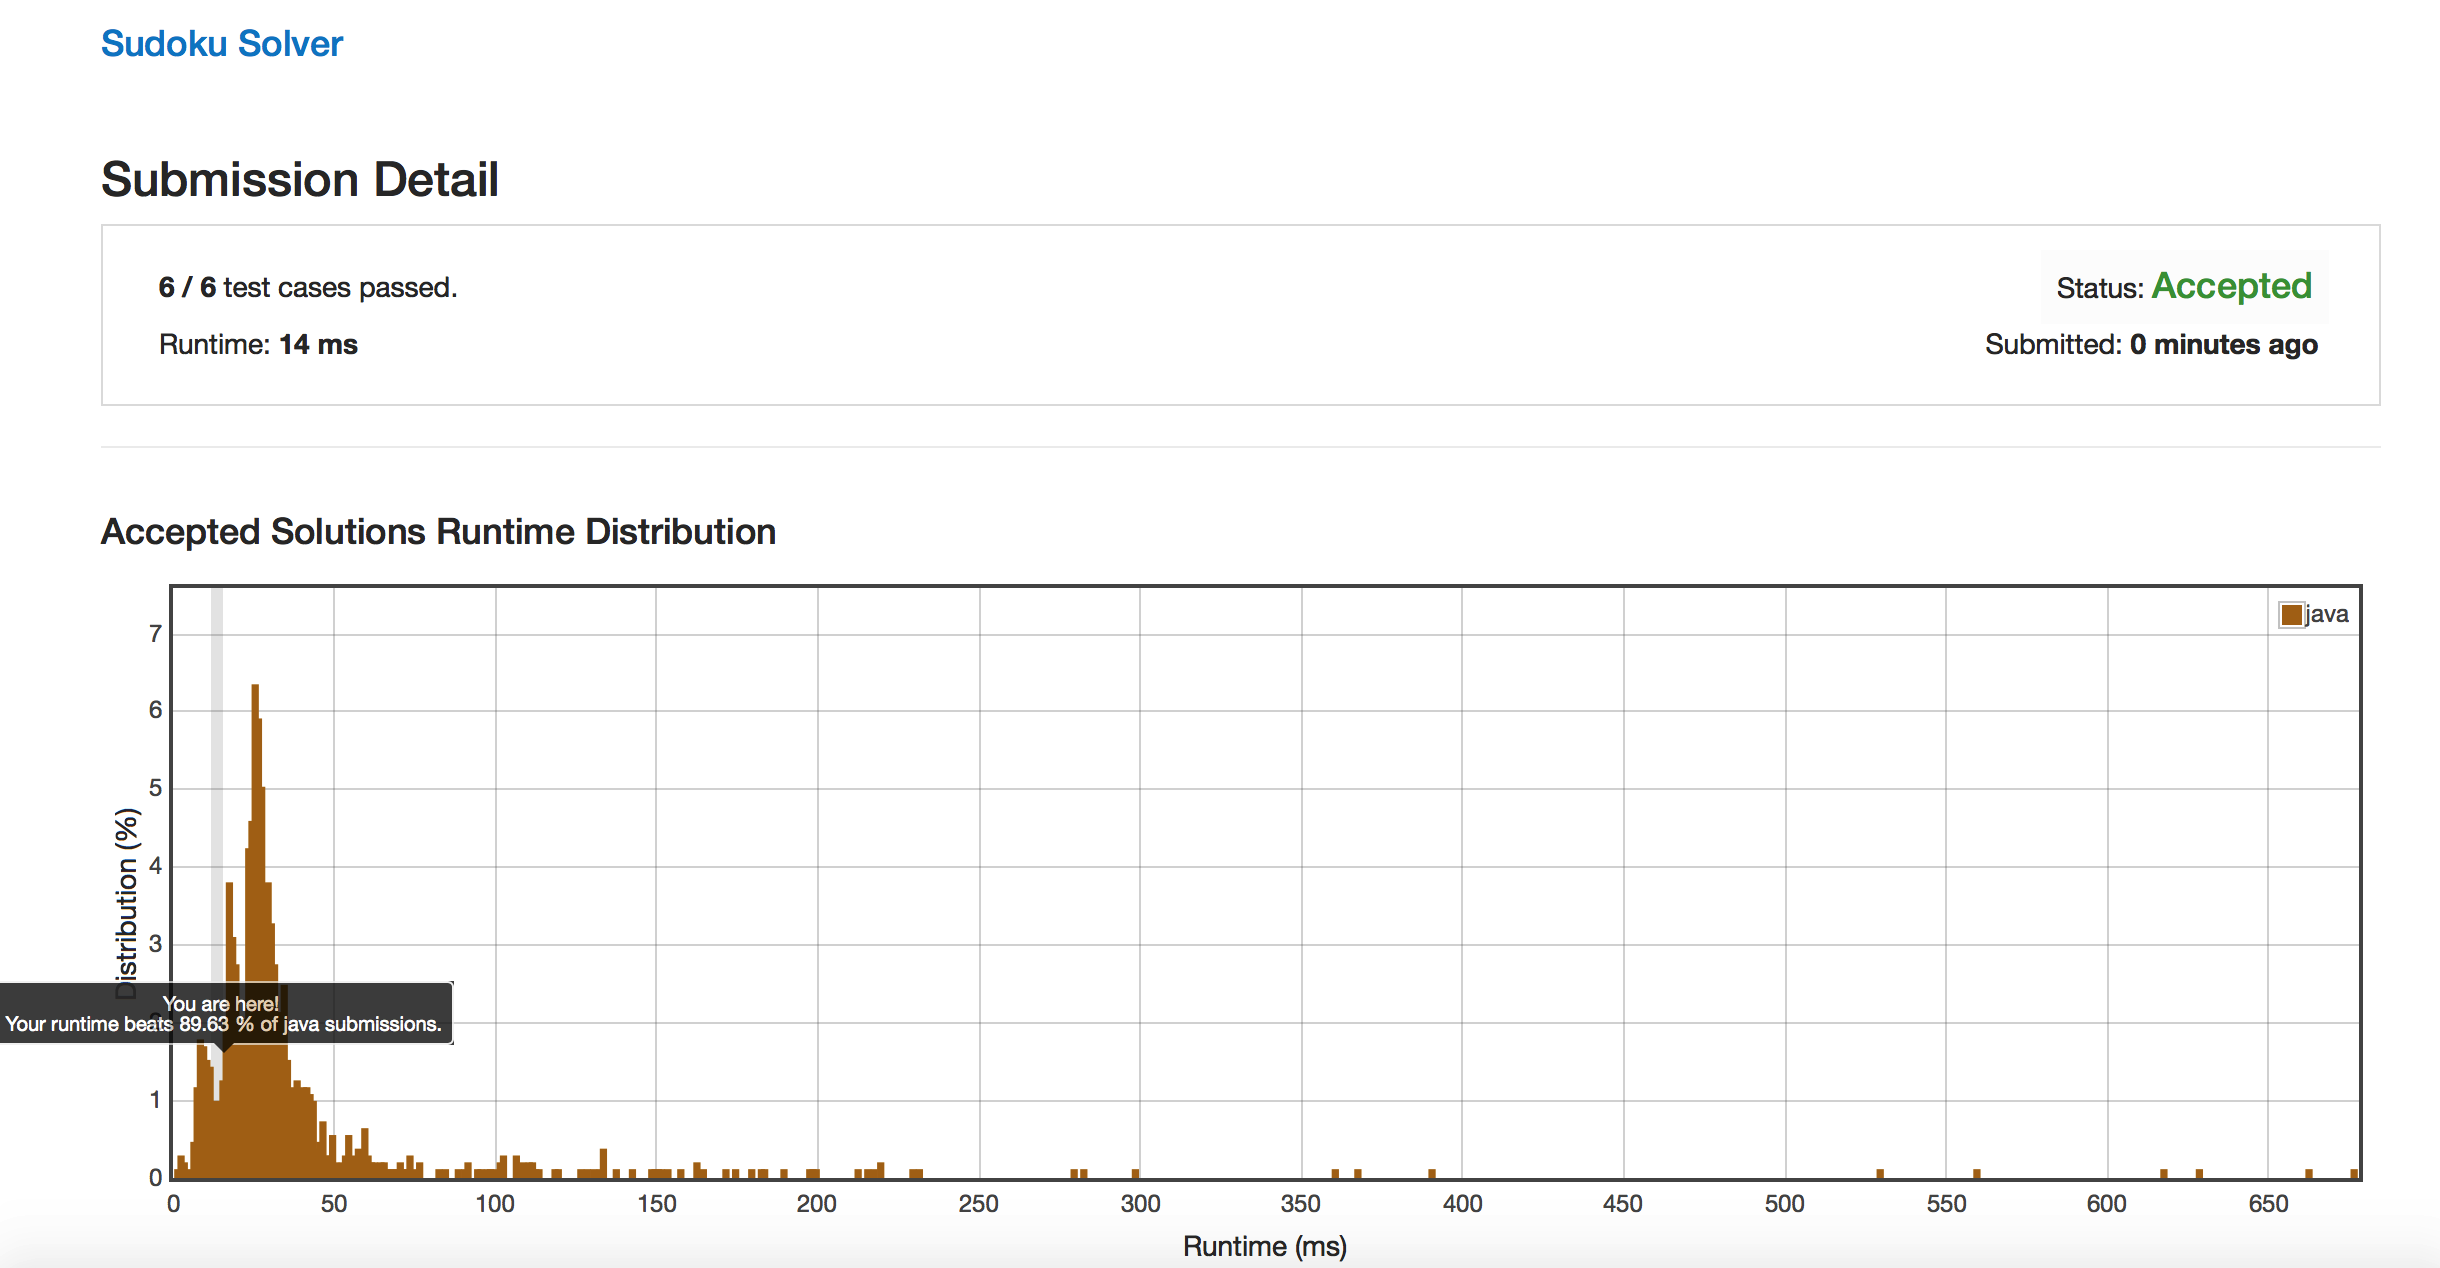 Sudoku Solver
Submission Detail
6 / 6 test cases passed.
Status: Accepted
Runtime: 14 ms
Submitted: 0 minutes ago
Accepted Solutions Runtime Distribution
java
7
6
5
4
3
1
0
Distribution (%)
You are here!
Your runtime beats 89.63 % of java submissions.
0 50 100 150 200 250 300 350 400 450 500 550 600 650
Runtime (ms)